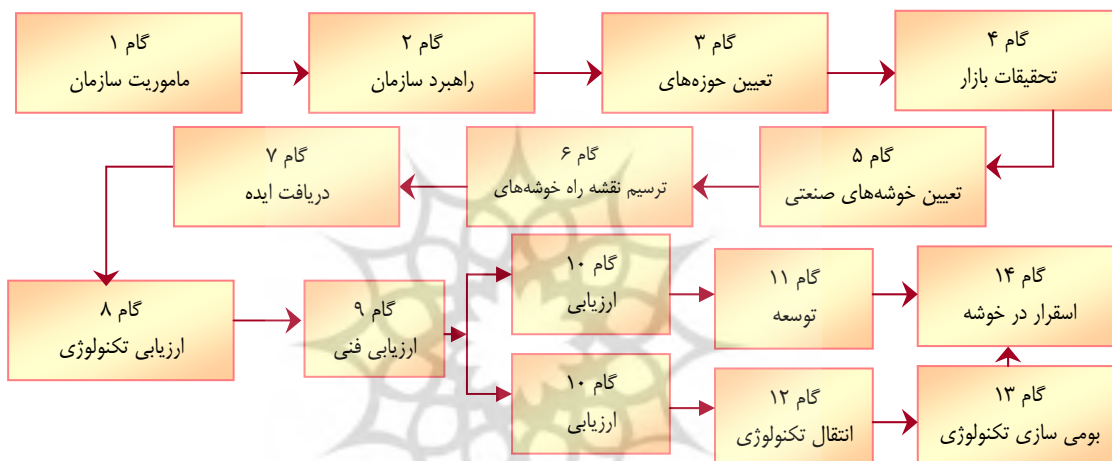 گام ۱
ماموریت سازمان
گام ۲
راهبرد سازمان
گام ۳
تعیین حوزه‌های
گام ۴
تحقیقات بازار
گام ۵
تعیین خوشه‌های صنعتی
گام ۶
ترسیم نقشه راه خوشه‌های
گام ۷
دریافت ایده
گام ۸
ارزیابی تکنولوژی
گام ۹
ارزیابی فنی
گام ۱۰
ارزیابی
گام ۱۰
ارزیابی
گام ۱۱
توسعه
گام ۱۲
انتقال تکنولوژی
گام ۱۳
بومی سازی تکنولوژی
گام ۱۴
اسقرار در خوشه